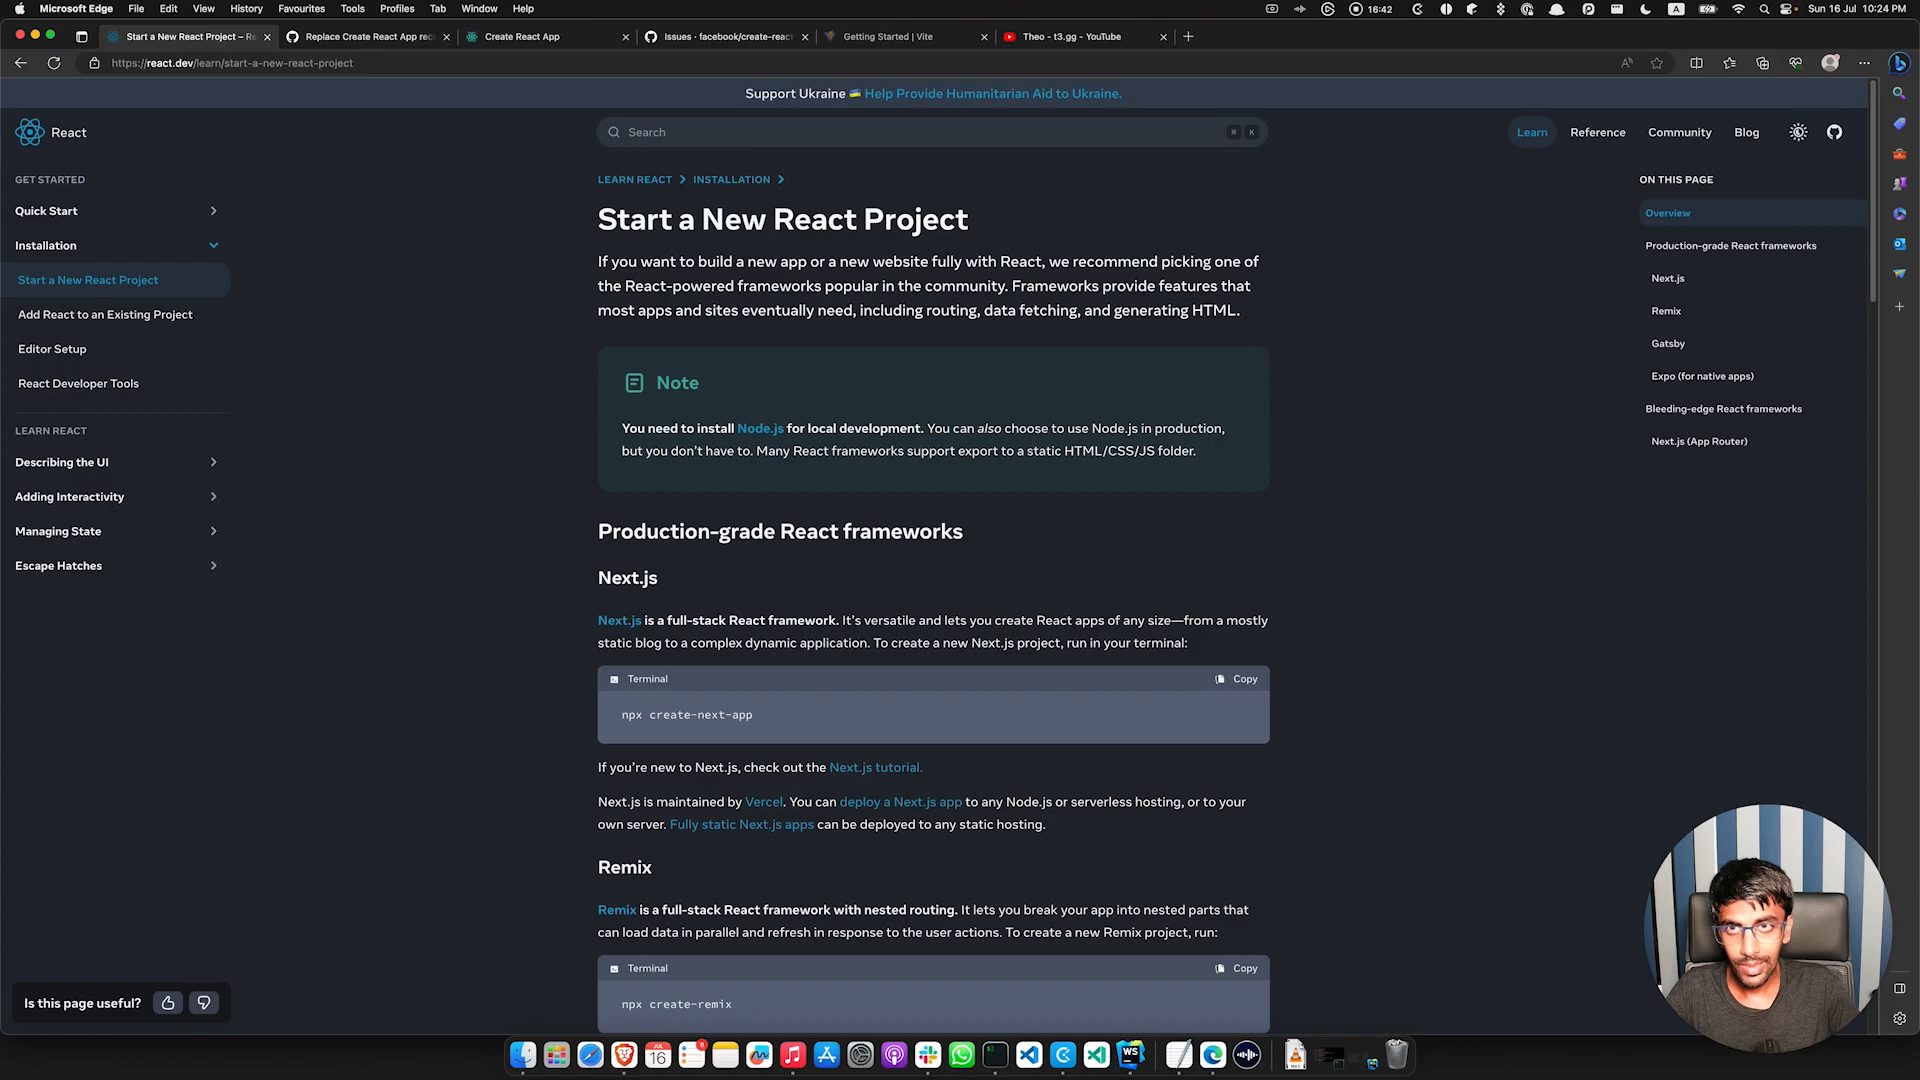 Microsoft Edge File Edit View History Favourites Tools Profiles Tab Window Help
16:42
A
Sun 16 Jul 10:24 PM
Start a New React Project – Re
Replace Create React App rec
Create React App
Issues · facebook/create-react
Getting Started | Vite
Theo - t3.gg - YouTube
https://react.dev/learn/start-a-new-react-project
Support Ukraine Help Provide Humanitarian Aid to Ukraine.
React
Search
⌘ K
Learn Reference Community Blog
GET STARTED
Quick Start
Installation
Start a New React Project
Add React to an Existing Project
Editor Setup
React Developer Tools
LEARN REACT
Describing the UI
Adding Interactivity
Managing State
Escape Hatches
Is this page useful?
LEARN REACT > INSTALLATION >
Start a New React Project
If you want to build a new app or a new website fully with React, we recommend picking one of
the React-powered frameworks popular in the community. Frameworks provide features that
most apps and sites eventually need, including routing, data fetching, and generating HTML.
Note
You need to install Node.js for local development. You can also choose to use Node.js in production,
but you don’t have to. Many React frameworks support export to a static HTML/CSS/JS folder.
Production-grade React frameworks
Next.js
Next.js is a full-stack React framework. It’s versatile and lets you create React apps of any size—from a mostly
static blog to a complex dynamic application. To create a new Next.js project, run in your terminal:
Terminal Copy
npx create-next-app
If you’re new to Next.js, check out the Next.js tutorial.
Next.js is maintained by Vercel. You can deploy a Next.js app to any Node.js or serverless hosting, or to your
own server. Fully static Next.js apps can be deployed to any static hosting.
Remix
Remix is a full-stack React framework with nested routing. It lets you break your app into nested parts that
can load data in parallel and refresh in response to the user actions. To create a new Remix project, run:
Terminal Copy
npx create-remix
ON THIS PAGE
Overview
Production-grade React frameworks
Next.js
Remix
Gatsby
Expo (for native apps)
Bleeding-edge React frameworks
Next.js (App Router)
JUL
16
WS